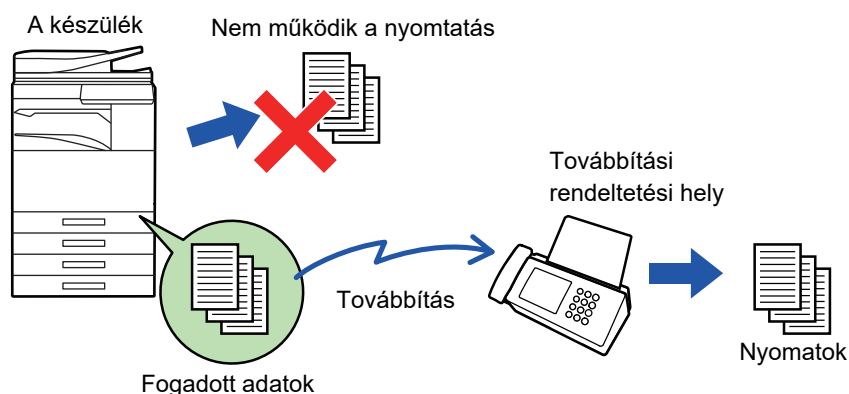 A készülék
Nem működik a nyomtatás
Továbbítási
rendeltetési hely
Továbbítás
Nyomatok
Fogadott adatok